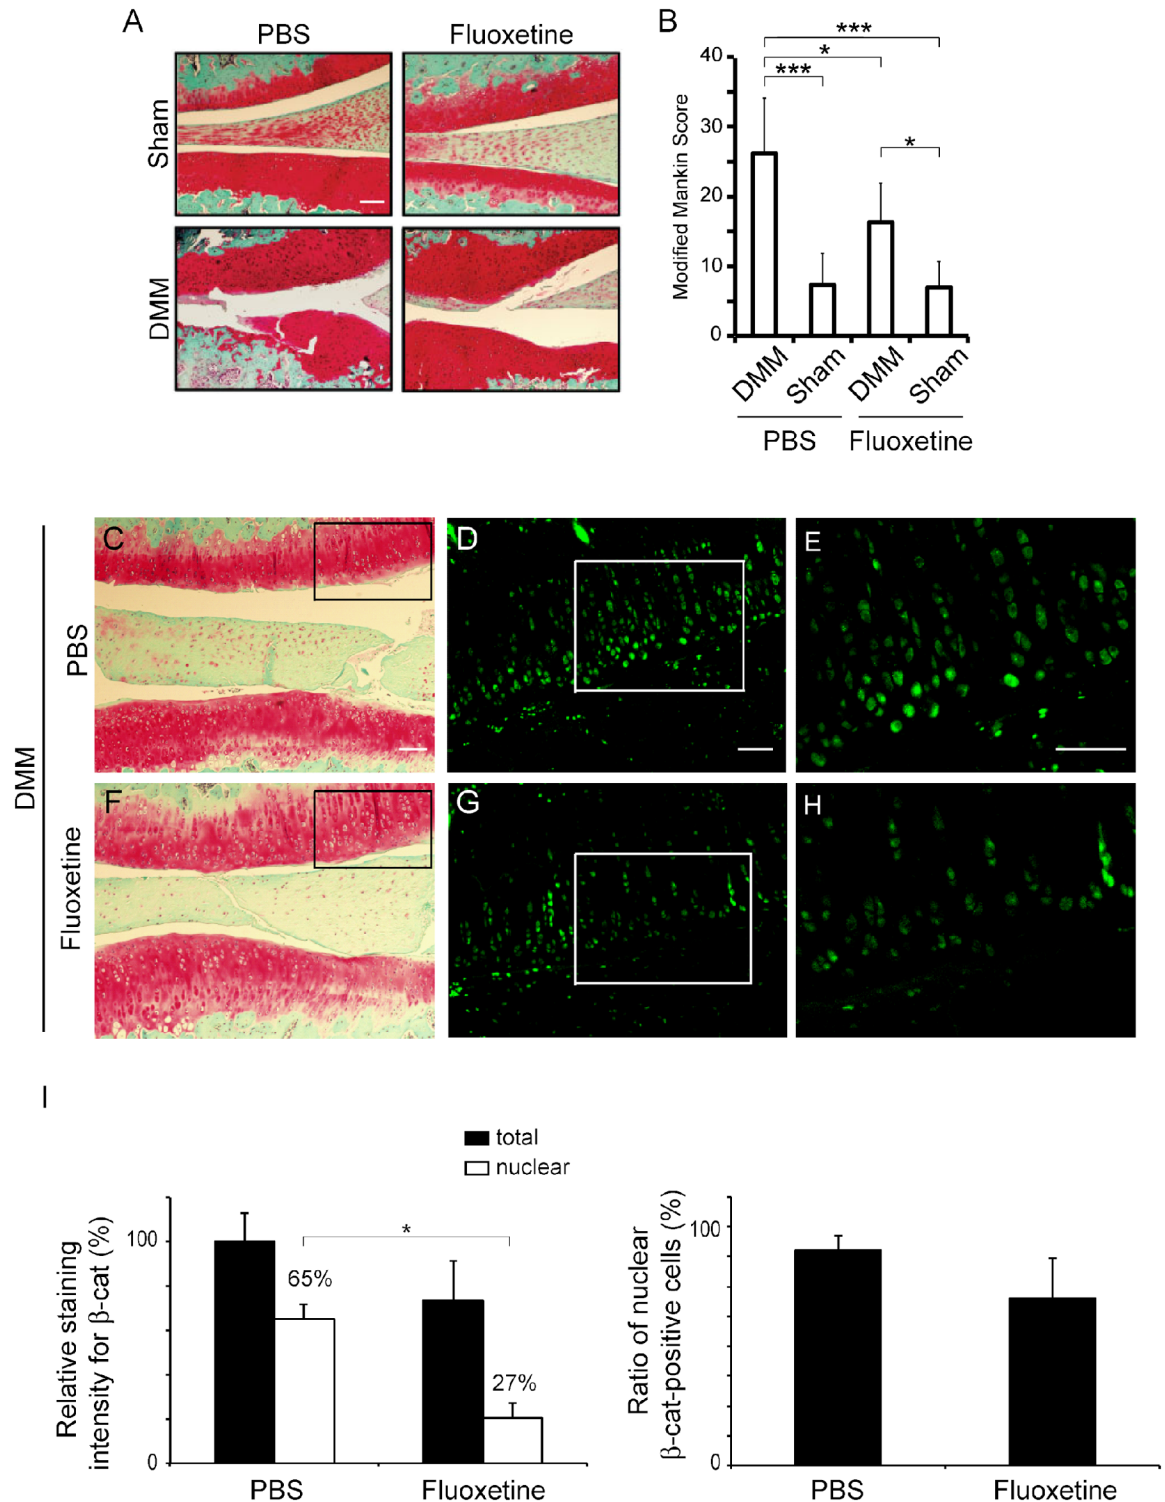 A
PBS
Fluoxetine
Sham
DMM
B
***
*
***
*
Modified Mankin Score
40
30
20
10
0
DMM
Sham
DMM
Sham
PBS
Fluoxetine
DMM
PBS
Fluoxetine
C
D
E
F
G
H
I
total
nuclear
Relative staining
intensity for β-cat (%)
100
0
65%
*
27%
PBS
Fluoxetine
Ratio of nuclear
β-cat-positive cells (%)
100
0
PBS
Fluoxetine